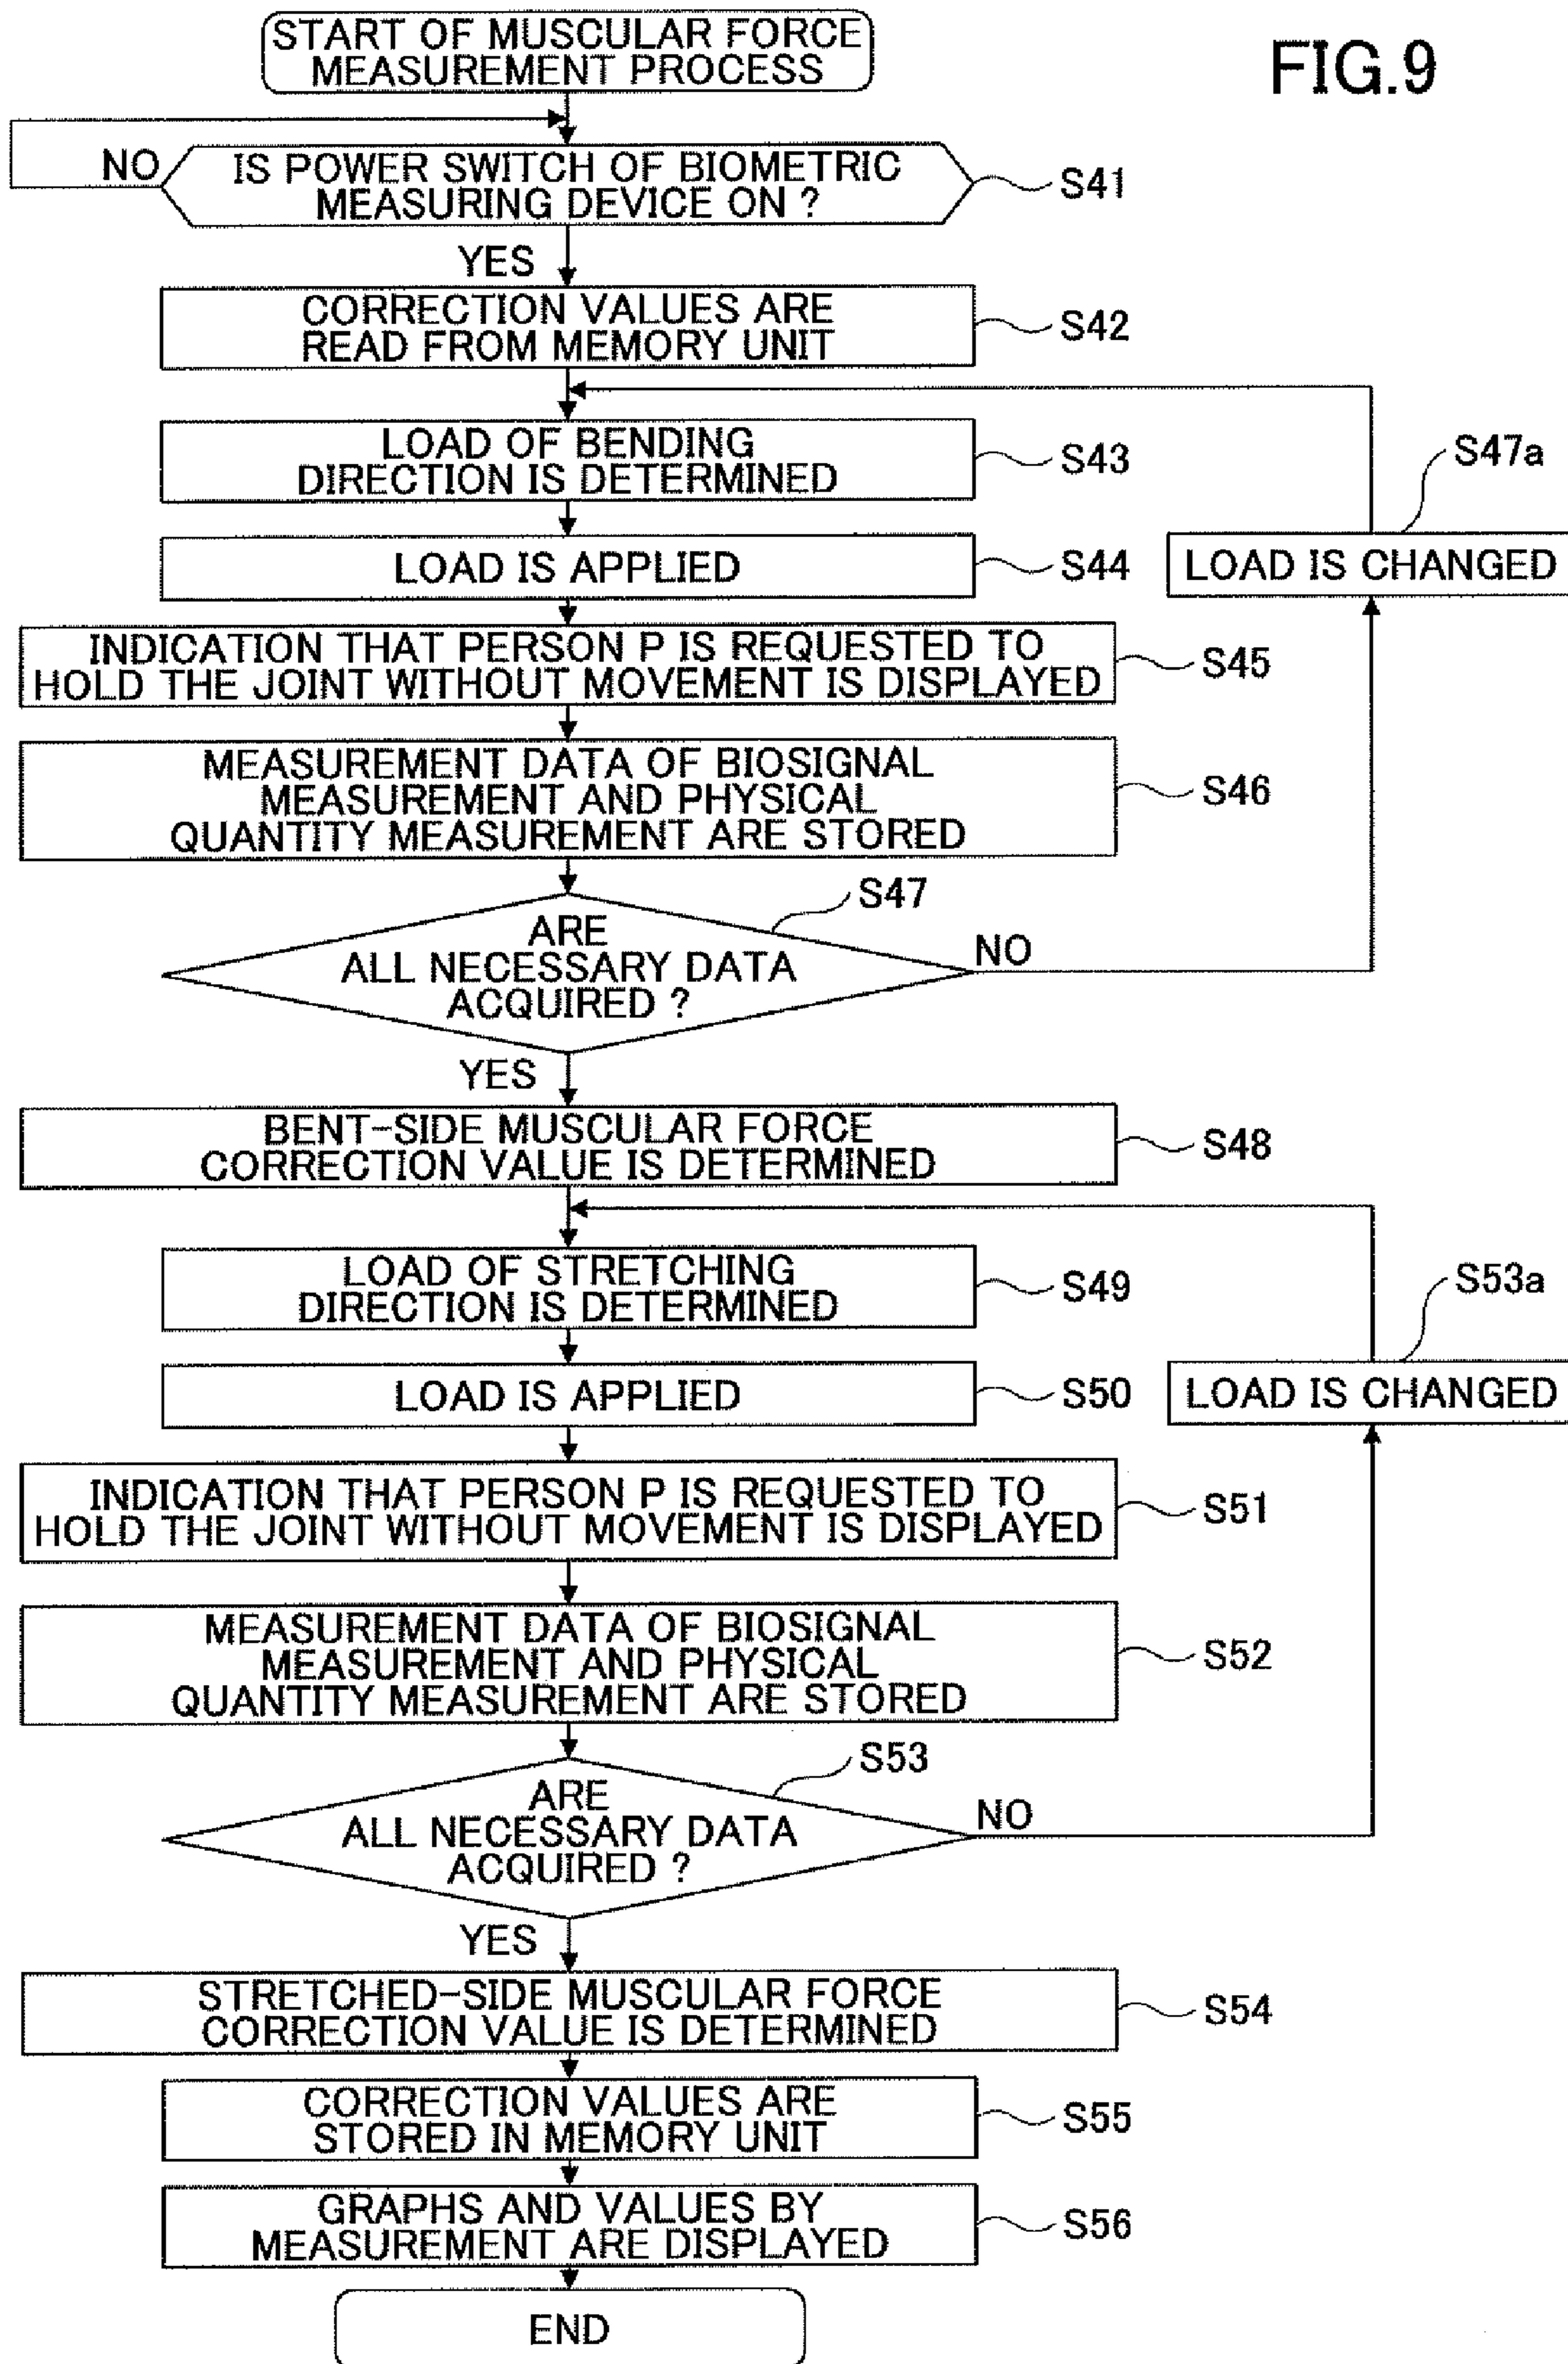 FIG.9
START OF MUSCULAR FORCE
MEASUREMENT PROCESS
NO
IS POWER SWITCH OF BIOMETRIC
MEASURING DEVICE ON ?
S41
YES
CORRECTION VALUES ARE
READ FROM MEMORY UNIT
S42
LOAD OF BENDING
DIRECTION IS DETERMINED
S43
S47a
LOAD IS APPLIED
S44
LOAD IS CHANGED
INDICATION THAT PERSON P IS REQUESTED TO
HOLD THE JOINT WITHOUT MOVEMENT IS DISPLAYED
S45
MEASUREMENT DATA OF BIOSIGNAL
MEASUREMENT AND PHYSICAL
QUANTITY MEASUREMENT ARE STORED
S46
S47
ARE
ALL NECESSARY DATA
ACQUIRED ?
NO
YES
BENT-SIDE MUSCULAR FORCE
CORRECTION VALUE IS DETERMINED
S48
LOAD OF STRETCHING
DIRECTION IS DETERMINED
S49
S53a
LOAD IS APPLIED
S50
LOAD IS CHANGED
INDICATION THAT PERSON P IS REQUESTED TO
HOLD THE JOINT WITHOUT MOVEMENT IS DISPLAYED
S51
MEASUREMENT DATA OF BIOSIGNAL
MEASUREMENT AND PHYSICAL
QUANTITY MEASUREMENT ARE STORED
S52
S53
ARE
ALL NECESSARY DATA
ACQUIRED ?
NO
YES
STRETCHED-SIDE MUSCULAR FORCE
CORRECTION VALUE IS DETERMINED
S54
CORRECTION VALUES ARE
STORED IN MEMORY UNIT
S55
GRAPHS AND VALUES BY
MEASUREMENT ARE DISPLAYED
S56
END